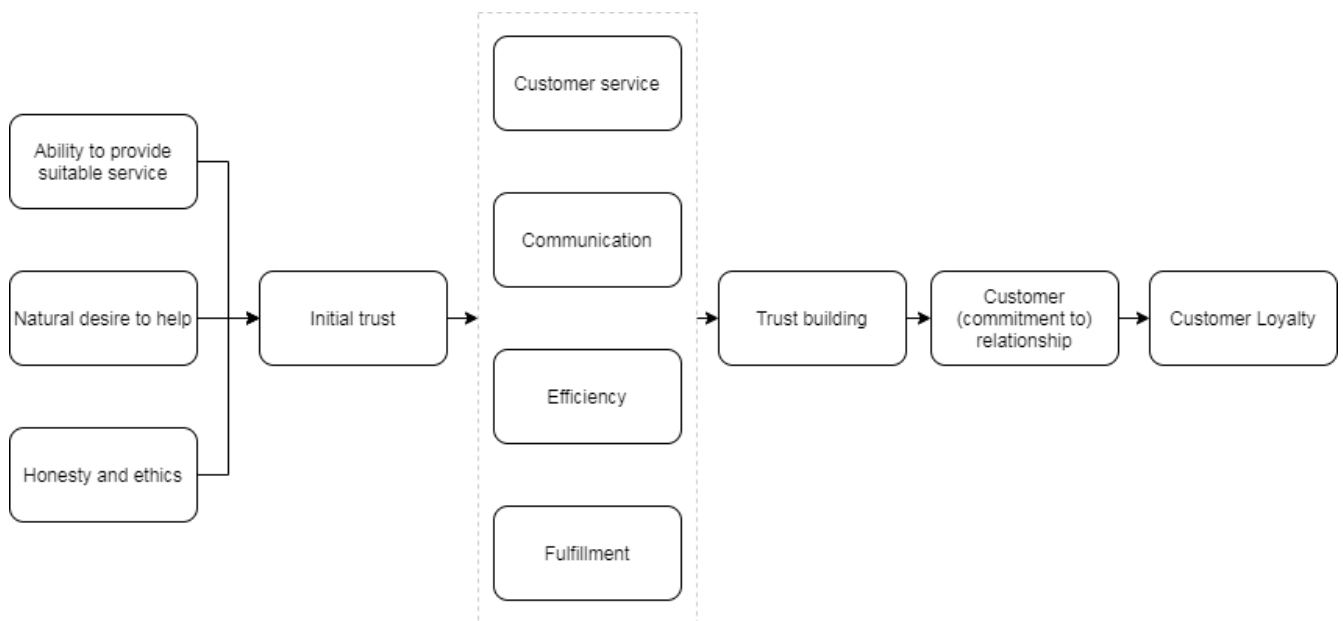 Ability to provide
suitable service
Natural desire to help
Honesty and ethics
Initial trust
Customer service
Communication
Efficiency
Fulfillment
Trust building
Customer
(commitment to)
relationship
Customer Loyalty